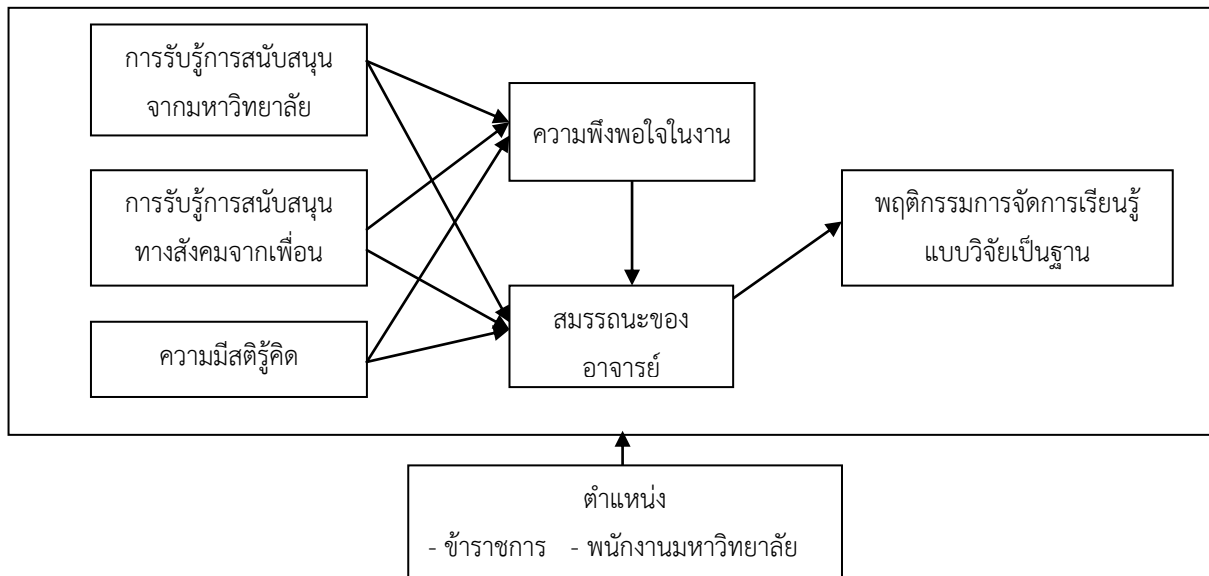 การรับรู้การสนับสนุน
จากมหาวิทยาลัย
การรับรู้การสนับสนุน
ทางสังคมจากเพื่อน
ความมีสติรู้คิด
ความพึงพอใจในงาน
สมรรถนะของ
อาจารย์
พฤติกรรมการจัดการเรียนรู้
แบบวิจัยเป็นฐาน
ตำแหน่ง
- ข้าราชการ - พนักงานมหาวิทยาลัย